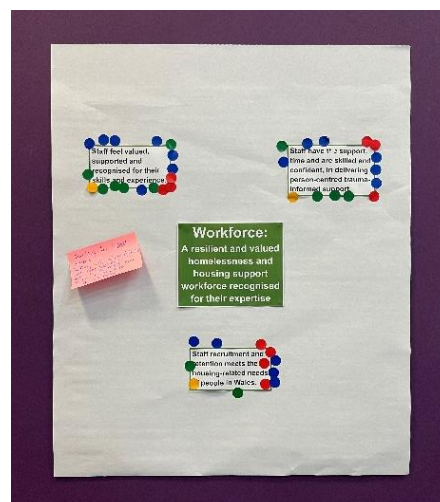 Staff feel valued,
supported and
recognised for their
skills and experience.
Staff have the support,
time and are skilled and
confident, in delivering
person-centred trauma-
informed support.
Workforce:
A resilient and valued
homelessness and
housing support
workforce recognised
for their expertise
Staff recruitment and
retention meets the
housing-related needs
of people in Wales.